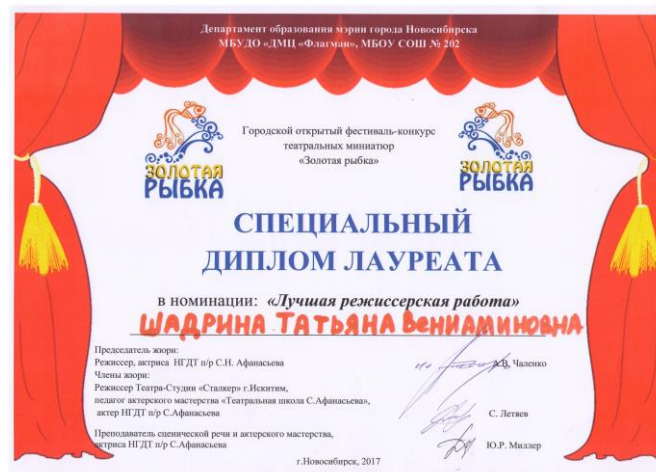 Департамент образования мэрии города Новосибирска
МБУДО «ДМЦ «Флагман», МБОУ СОШ № 202
Городской открытый фестиваль-конкурс
театральных миниатюр
«Золотая рыбка»
ЗОЛОТАЯ
РЫБКА
ЗОЛОТАЯ
РЫБКА
СПЕЦИАЛЬНЫЙ
ДИПЛОМ ЛАУРЕАТА
в номинации: «Лучшая режиссерская работа»
ШАДРИНА ТАТЬЯНА ВЕНИАМИНОВНА
Председатель жюри:
Режиссер, актриса НГДТ п/р С.Н. Афанасьева
А.В. Чаленко
Члены жюри:
Режиссер Театра-Студии «Сталкер» г.Искитим,
педагог актерского мастерства «Театральная школа С.Афанасьева»,
актер НГДТ п/р С.Афанасьева
С. Летяев
Преподаватель сценической речи и актерского мастерства,
актриса НГДТ п/р С.Афанасьева
Ю.Р. Миллер
г.Новосибирск, 2017